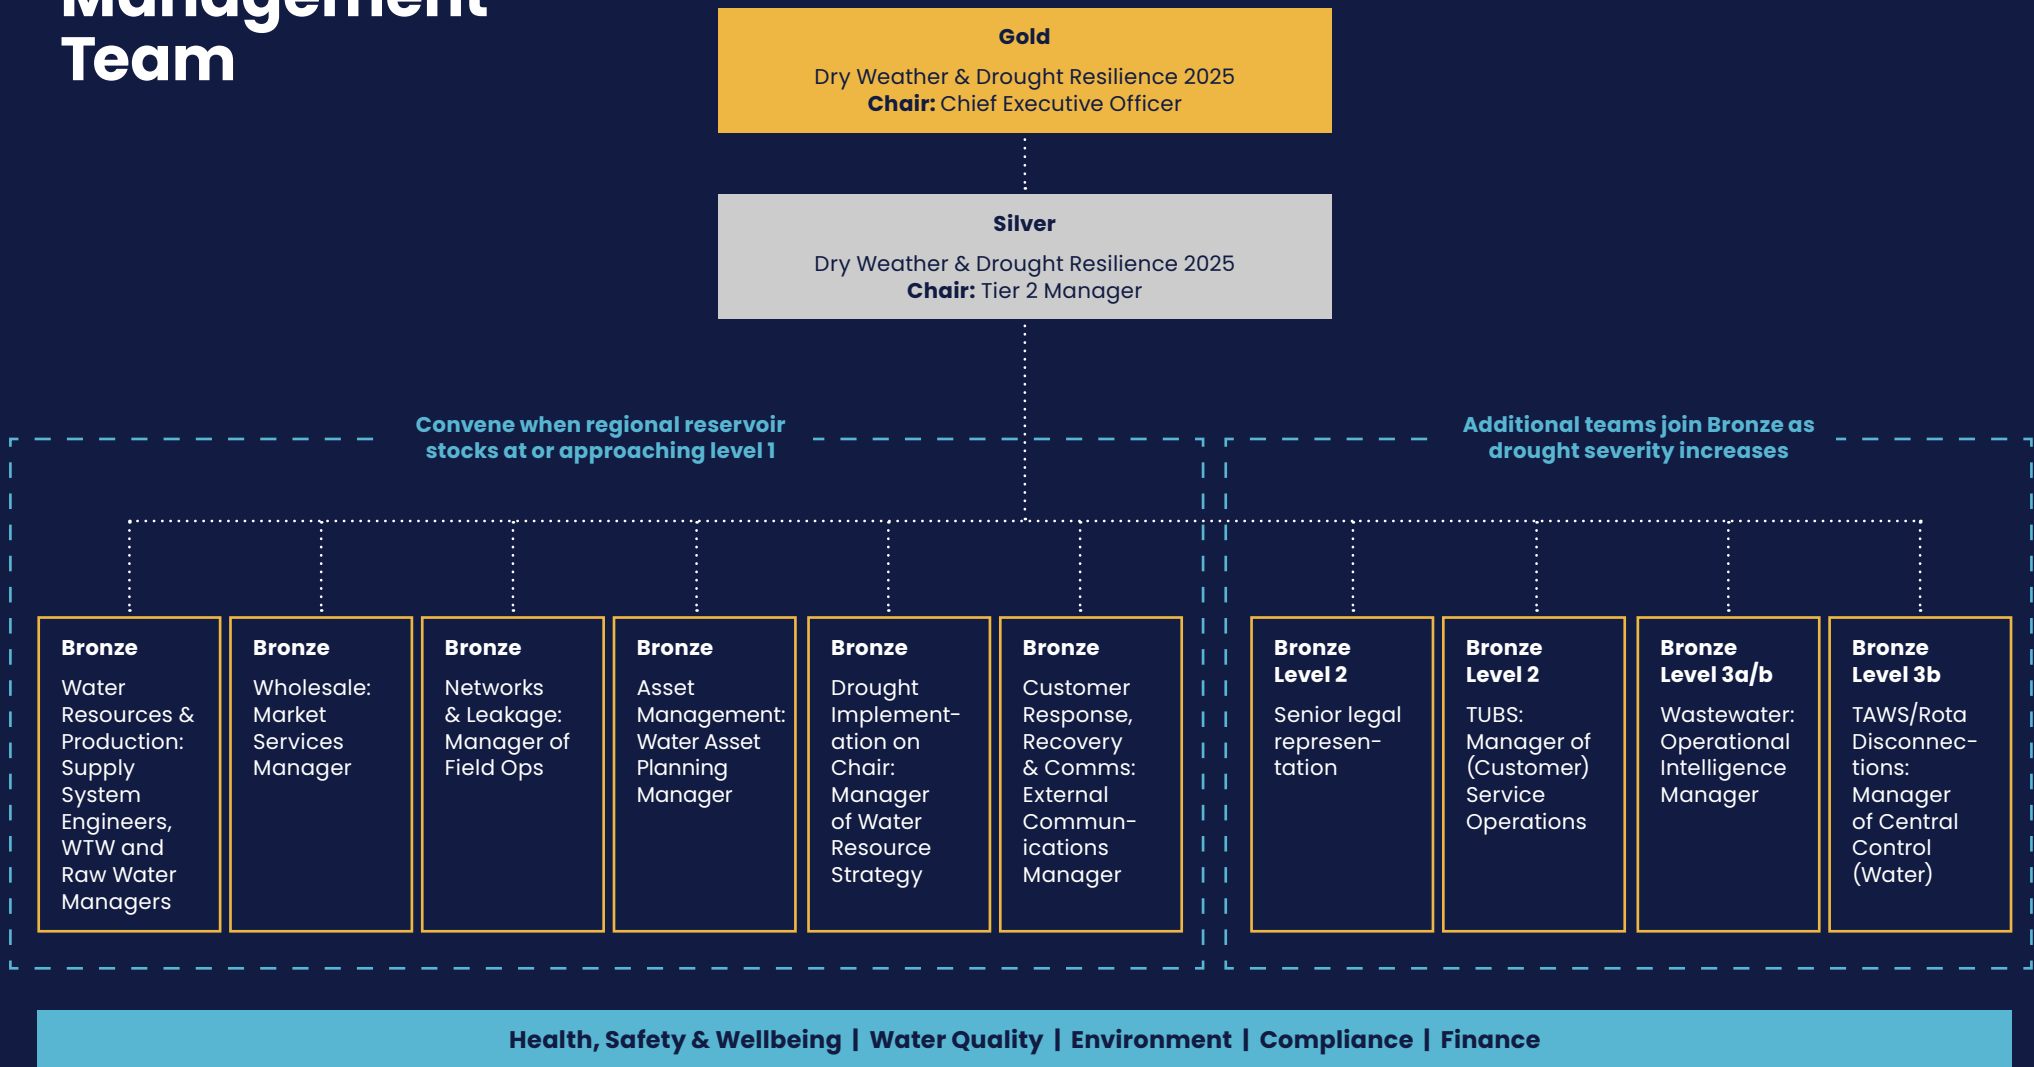 Management
Team
Gold
Dry Weather & Drought Resilience 2025
Chair: Chief Executive Officer
Silver
Dry Weather & Drought Resilience 2025
Chair: Tier 2 Manager
Convene when regional reservoir
stocks at or approaching level 1
Additional teams join Bronze as
drought severity increases
Bronze
Water
Resources &
Production:
Supply
System
Engineers,
WTW and
Raw Water
Managers
Bronze
Wholesale:
Market
Services
Manager
Bronze
Networks
& Leakage:
Manager of
Field Ops
Bronze
Asset
Management:
Water Asset
Planning
Manager
Bronze
Drought
Implement-
ation on
Chair:
Manager
of Water
Resource
Strategy
Bronze
Customer
Response,
Recovery
& Comms:
External
Commun-
ications
Manager
Bronze
Level 2
Senior legal
represen-
tation
Bronze
Level 2
TUBS:
Manager of
(Customer)
Service
Operations
Bronze
Level 3a/b
Wastewater:
Operational
Intelligence
Manager
Bronze
Level 3b
TAWS/Rota
Disconnec-
tions:
Manager
of Central
Control
(Water)
Health, Safety & Wellbeing | Water Quality | Environment | Compliance | Finance